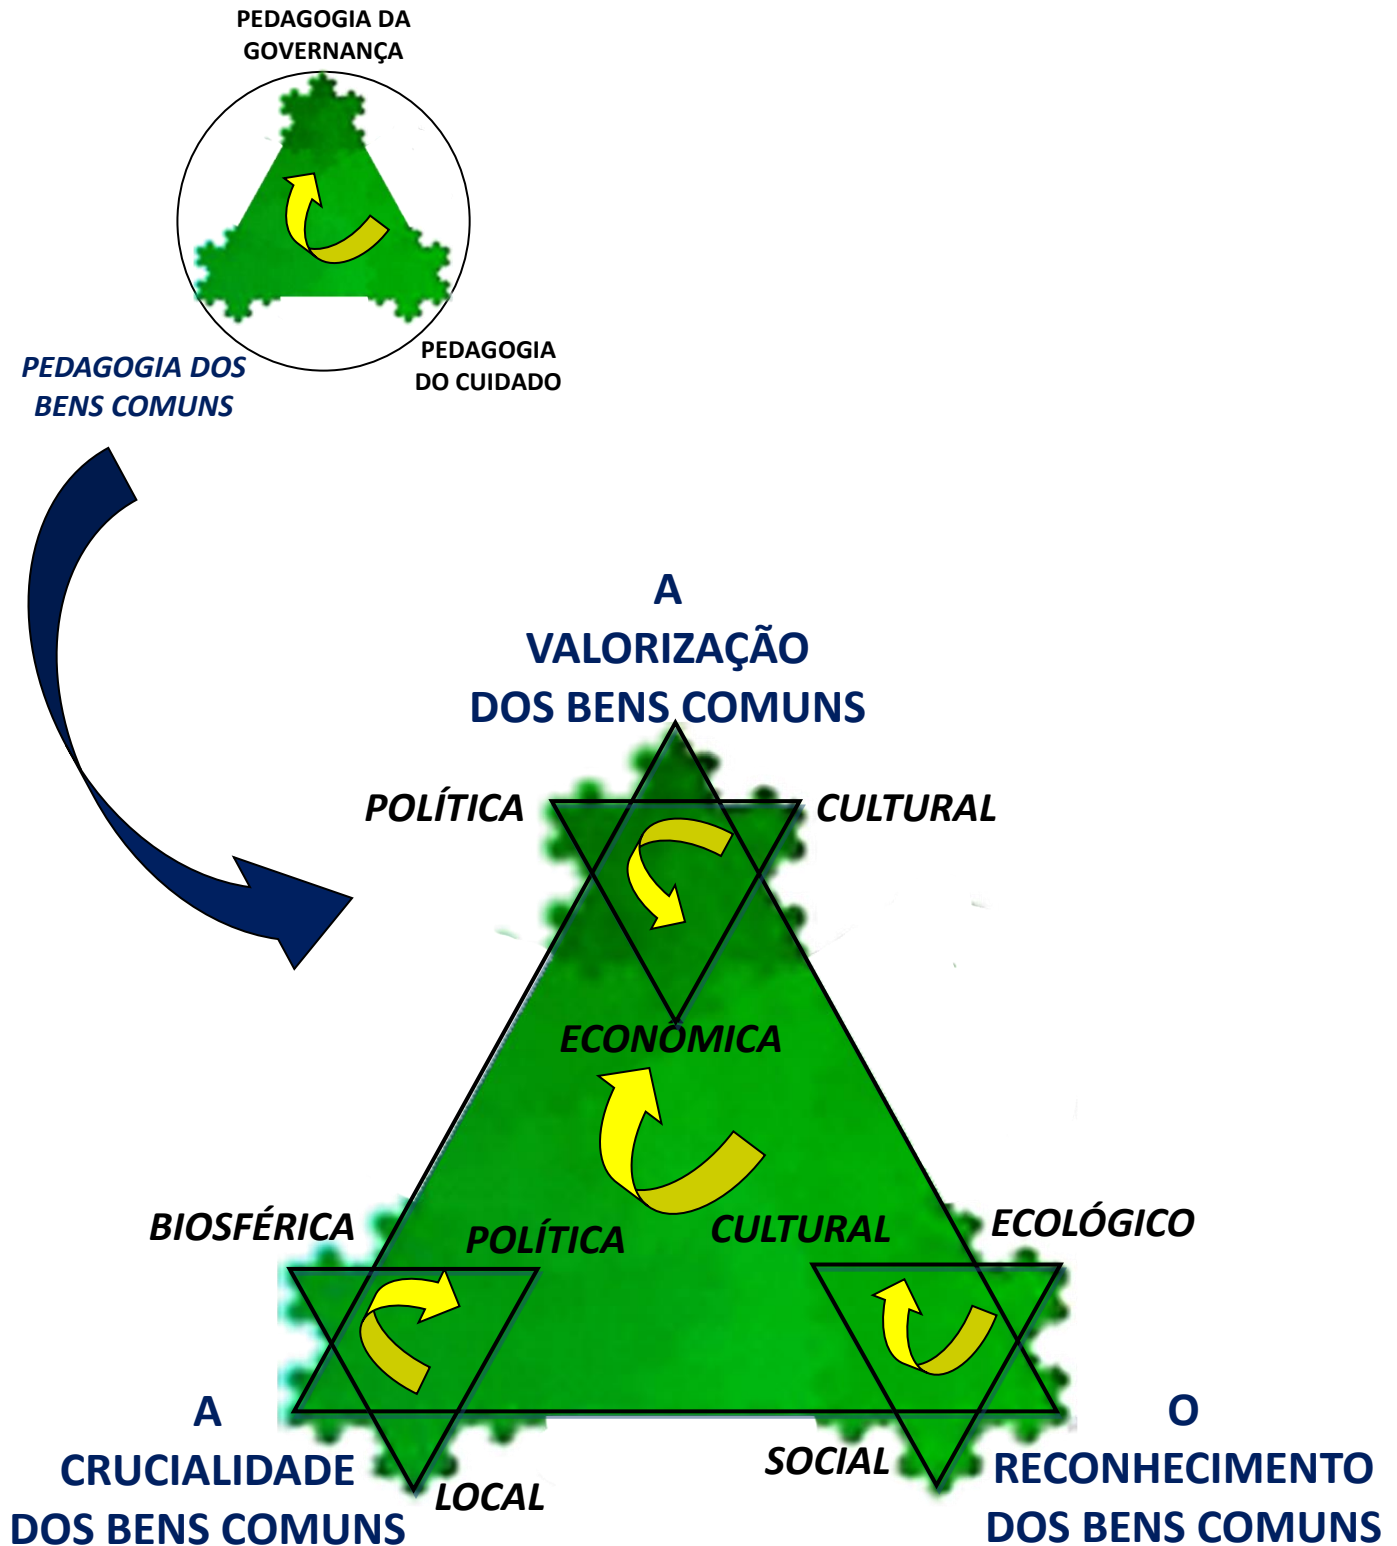 PEDAGOGIA DA
GOVERNANÇA
PEDAGOGIA DOS
BENS COMUNS
PEDAGOGIA
DO CUIDADO
A
VALORIZAÇÃO
DOS BENS COMUNS
POLÍTICA
CULTURAL
ECONÔMICA
BIOSFÉRICA
POLÍTICA
CULTURAL
ECOLÓGICO
A
CRUCIALIDADE
DOS BENS COMUNS
LOCAL
SOCIAL
O
RECONHECIMENTO
DOS BENS COMUNS